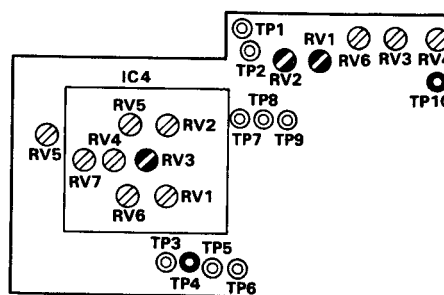 TP1
TP2
RV2
RV1
RV6
RV3
RV4
TP10
IC4
RV5
RV5
RV2
RV4
RV3
RV7
RV6
RV1
TP8
TP7
TP9
TP3
TP4
TP5
TP6